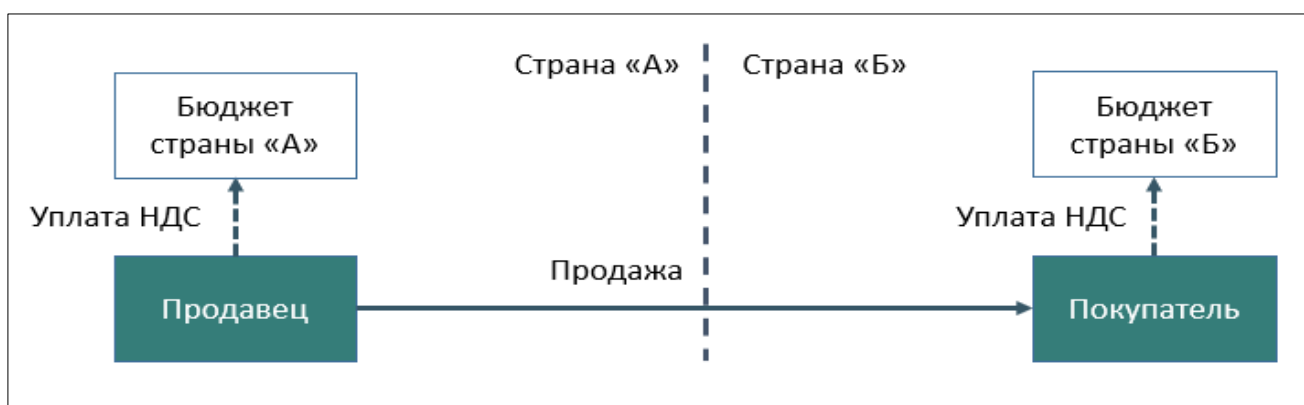 Страна «А»
Страна «Б»
Бюджет
страны «А»
Бюджет
страны «Б»
Уплата НДС
Уплата НДС
Продажа
Продавец
Покупатель